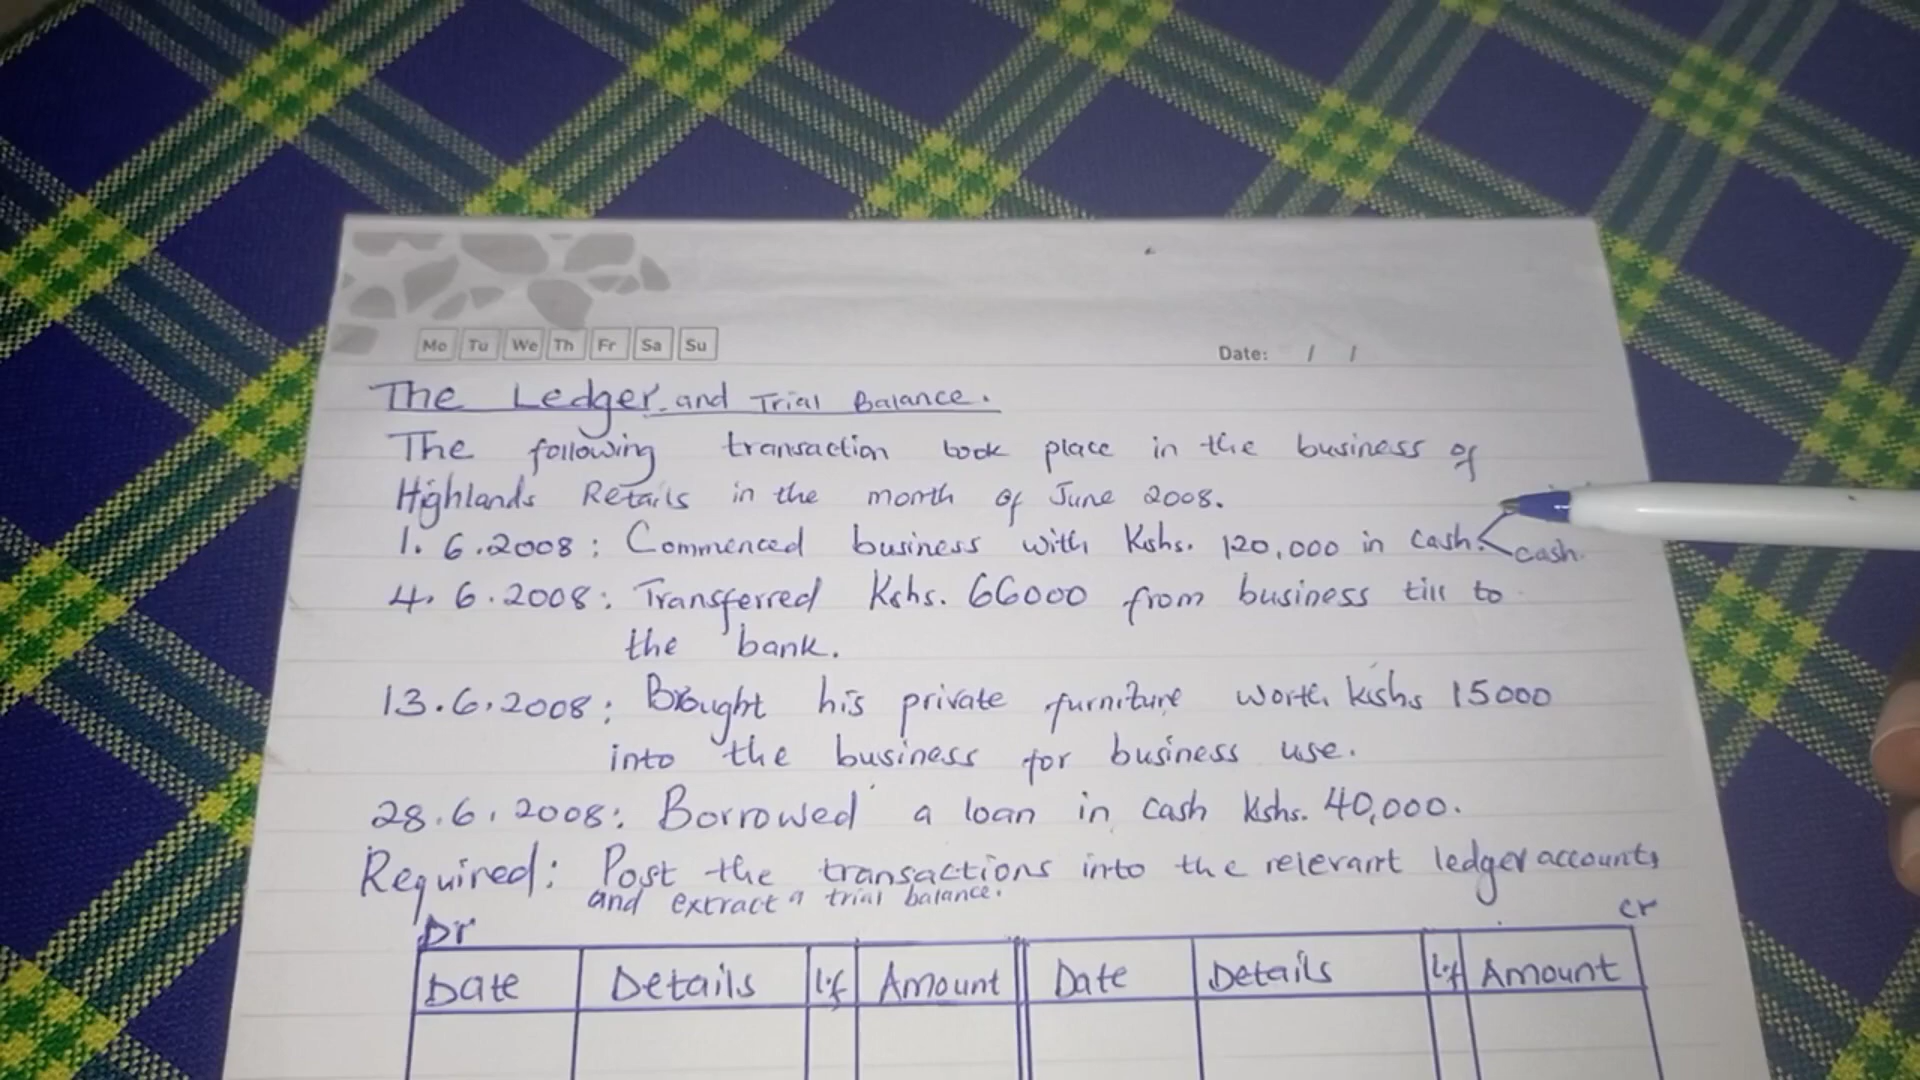 Mo Tu We Th Fr Sa Su
Date: / /
The Ledger and Trial Balance.
The following transaction took place in the business of
Highlands Retails in the month of June 2008.
1. 6.2008: Commenced business with Kshs. 120,000 in cash. cash
4. 6.2008: Transferred Kshs. 66000 from business till to
the bank.
13.6.2008: Brought his private furniture worth kshs 15000
into the business for business use.
28.6.2008: Borrowed a loan in cash kshs. 40,000.
Required: Post the transactions into the relevant ledger accounts
and extract a trial balance.
Dr cr
Date Details l.f Amount Date Details l.f Amount